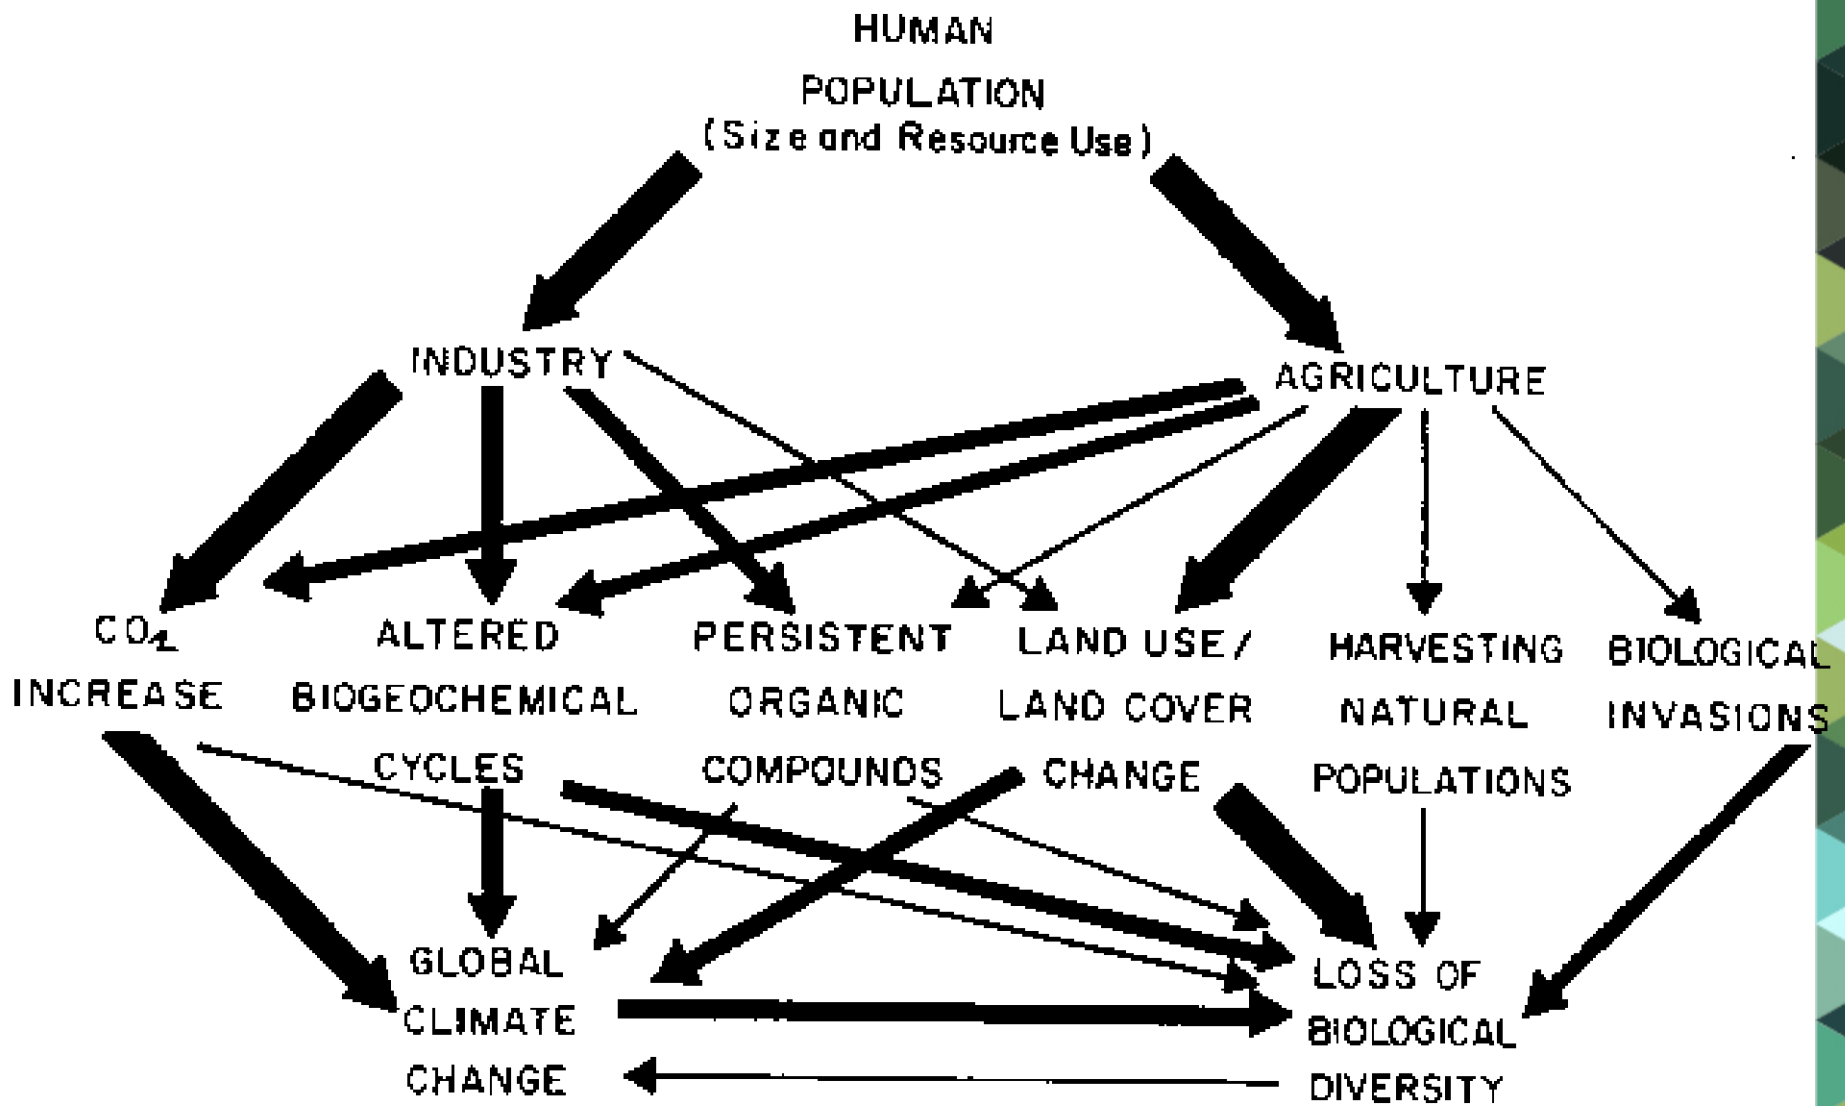 HUMAN
POPULATION
(Size and Resource Use)
INDUSTRY
AGRICULTURE
CO2
INCREASE
ALTERED
BIOGEOCHEMICAL
CYCLES
PERSISTENT
ORGANIC
COMPOUNDS
LAND USE/
LAND COVER
CHANGE
HARVESTING
NATURAL
POPULATIONS
BIOLOGICAL
INVASIONS
GLOBAL
CLIMATE
CHANGE
LOSS OF
BIOLOGICAL
DIVERSITY